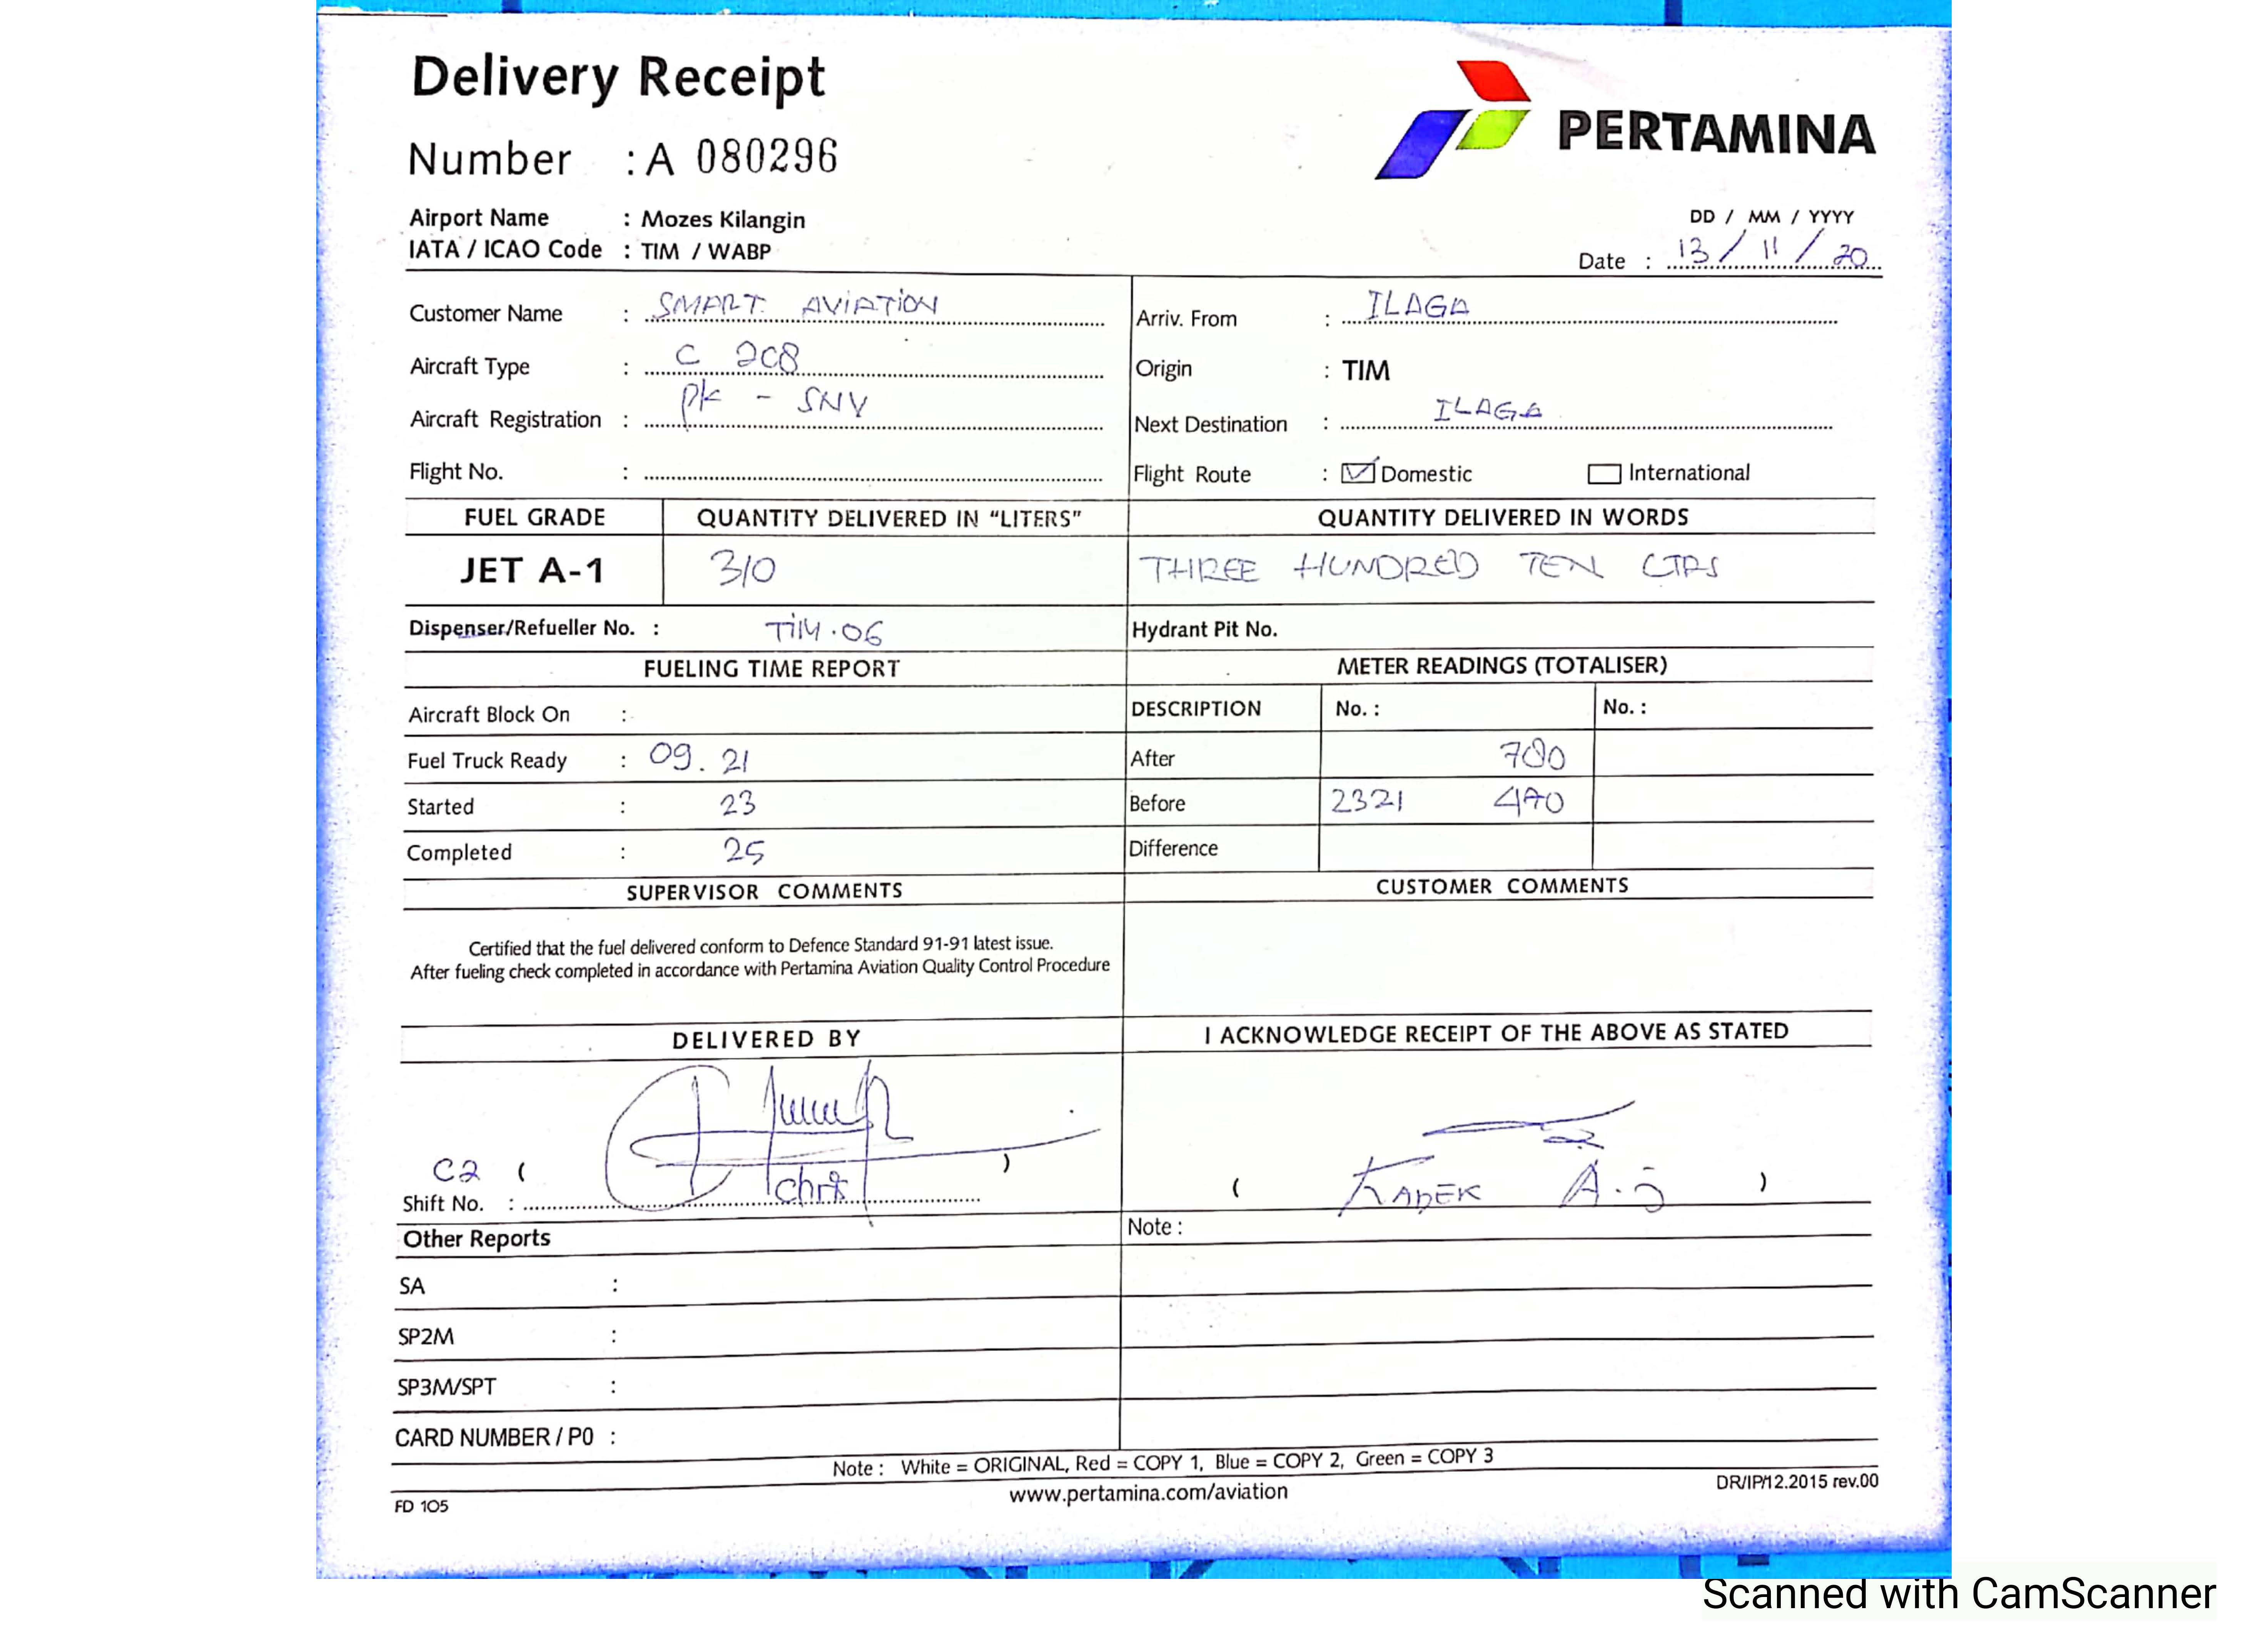 Delivery Receipt
PERTAMINA
Number : A 080296
Airport Name : Mozes Kilangin
IATA / ICAO Code : TIM / WABP
DD / MM / YYYY
Date : 13 / 11 / 20
Customer Name : SMART AVIATION
Arriv. From : ILAGA
Aircraft Type : C 208
Origin : TIM
Aircraft Registration : PK - SNV
Next Destination : ILAGA
Flight No. :
Flight Route : Domestic International
FUEL GRADE QUANTITY DELIVERED IN "LITERS" QUANTITY DELIVERED IN WORDS
JET A-1 310 THREE HUNDRED TEN LTRS
Dispenser/Refueller No. : TIM.06 Hydrant Pit No.
FUELING TIME REPORT METER READINGS (TOTALISER)
Aircraft Block On : DESCRIPTION No. : No. :
Fuel Truck Ready : 09.21 After 780
Started : 23 Before 2321 470
Completed : 25 Difference
SUPERVISOR COMMENTS CUSTOMER COMMENTS
Certified that the fuel delivered conform to Defence Standard 91-91 latest issue.
After fueling check completed in accordance with Pertamina Aviation Quality Control Procedure
DELIVERED BY I ACKNOWLEDGE RECEIPT OF THE ABOVE AS STATED
C2 ( )
Shift No. :
( KADEK A. )
Other Reports Note :
SA :
SP2M :
SP3M/SPT :
CARD NUMBER / P0 :
Note : White = ORIGINAL, Red = COPY 1, Blue = COPY 2, Green = COPY 3
FD 105 www.pertamina.com/aviation DR/IP/12.2015 rev.00
Scanned with CamScanner